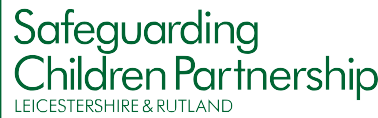 Safeguarding
Children Partnership
LEICESTERSHIRE & RUTLAND